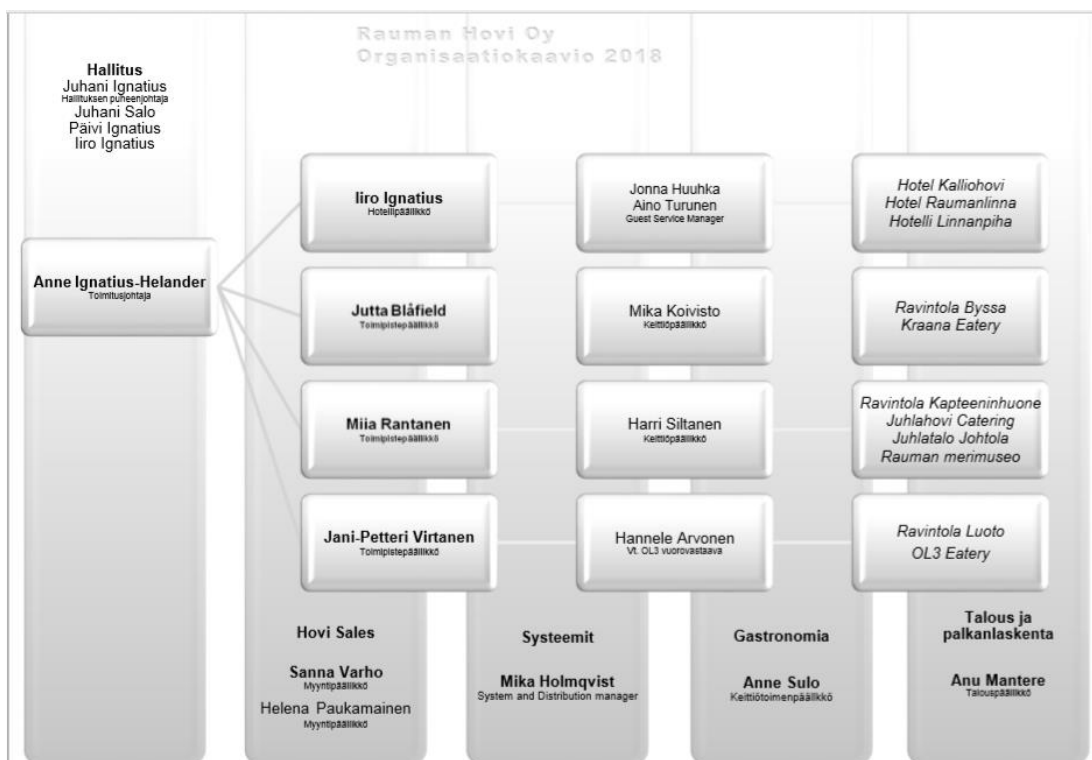 Rauman Hovi Oy
Organisaatiokaavio 2018
Hallitus
Juhani Ignatius
Hallituksen puheenjohtaja
Juhani Salo
Päivi Ignatius
Iiro Ignatius
Anne Ignatius-Helander
Toimitusjohtaja
Iiro Ignatius
Hotellipäällikkö
Jonna Huuhka
Aino Turunen
Guest Service Manager
Hotel Kalliohovi
Hotel Raumanlinna
Hotelli Linnanpiha
Jutta Blåfield
Toimipistepäällikkö
Mika Koivisto
Keittiöpäällikkö
Ravintola Byssa
Kraana Eatery
Miia Rantanen
Toimipistepäällikkö
Harri Siltanen
Keittiöpäällikkö
Ravintola Kapteeninhuone
Juhlahovi Catering
Juhlatalo Johtola
Rauman merimuseo
Jani-Petteri Virtanen
Toimipistepäällikkö
Hannele Arvonen
Vt. OL3 vuorovastaava
Ravintola Luoto
OL3 Eatery
Hovi Sales
Sanna Varho
Myyntipäällikkö
Helena Paukamainen
Myyntipäällikkö
Systeemit
Mika Holmqvist
System and Distribution manager
Gastronomia
Anne Sulo
Keittiötoimenpäällkkö
Talous ja
palkanlaskenta
Anu Mantere
Talouspäällikkö